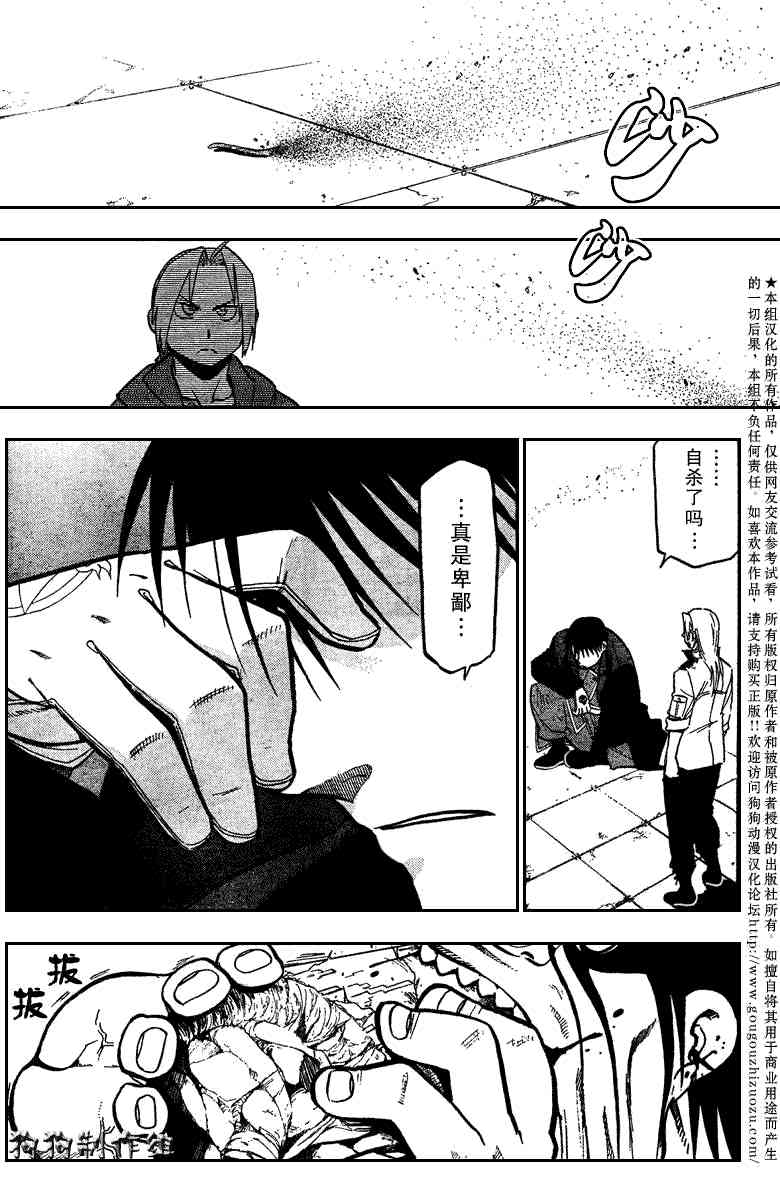 沙
沙
……
自杀了吗…
…真是卑鄙…
拔
拔
狗狗制作组
★本组汉化的所有作品，仅供网友交流参考试看，所有版权归原作者和被原作者授权的出版社所有。如擅自将其用于商业用途而产生
的一切后果，本组不负任何责任。如喜欢本作品，请支持购买正版!!欢迎访问狗狗动漫汉化论坛http://www.gougouzhizuozu.com/